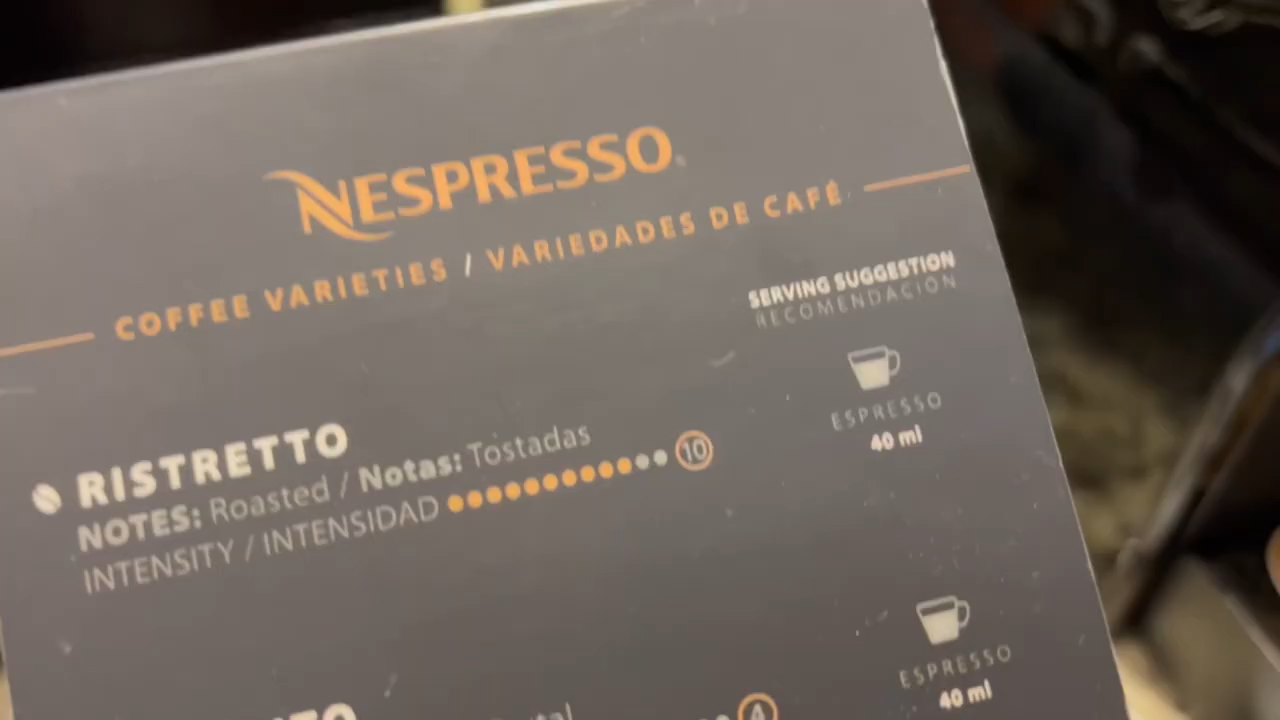 NESPRESSO
COFFEE VARIETIES / VARIEDADES DE CAFÉ
SERVING SUGGESTION
RECOMENDACIÓN
RISTRETTO
NOTES: Roasted / Notas: Tostadas
INTENSITY / INTENSIDAD 10
ESPRESSO
40 ml
4
ESPRESSO
40 ml